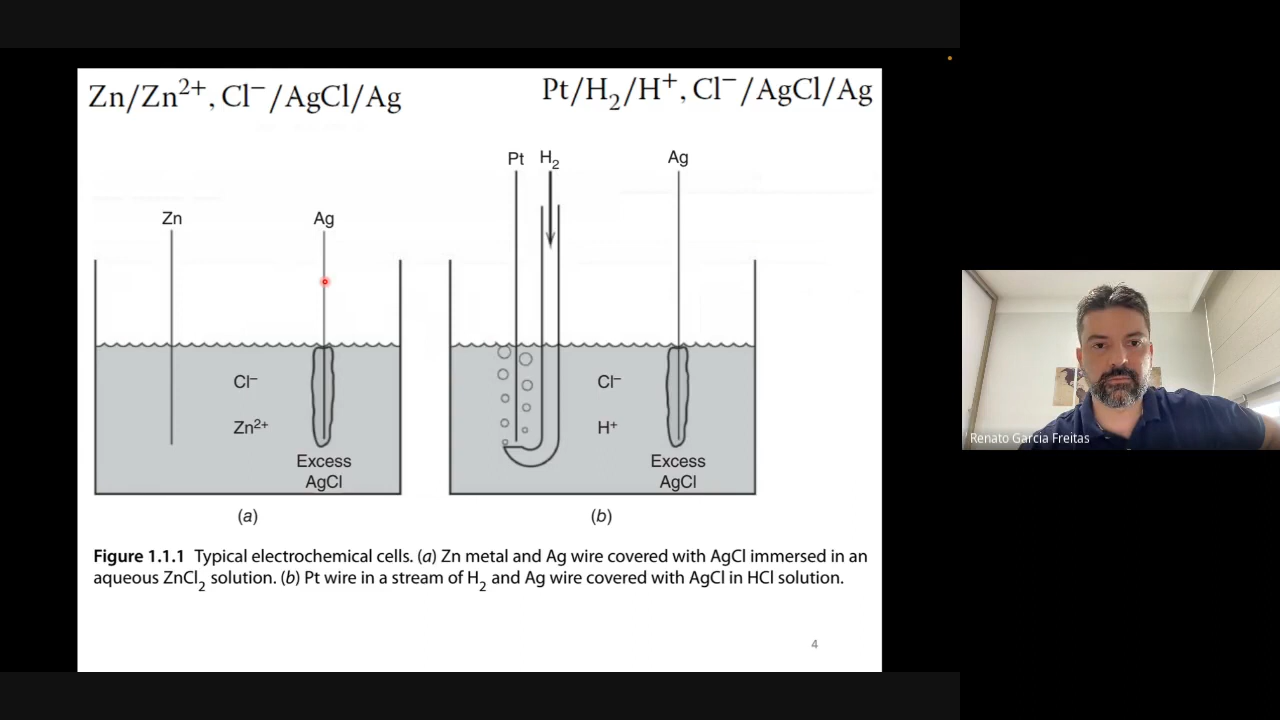 Zn/Zn²⁺, Cl⁻/AgCl/Ag
Pt/H₂/H⁺, Cl⁻/AgCl/Ag
Zn
Ag
Cl⁻
Zn²⁺
Excess
AgCl
(a)
Pt H₂
Ag
Cl⁻
H⁺
Excess
AgCl
(b)
Figure 1.1.1 Typical electrochemical cells. (a) Zn metal and Ag wire covered with AgCl immersed in an
aqueous ZnCl₂ solution. (b) Pt wire in a stream of H₂ and Ag wire covered with AgCl in HCl solution.
4
Renato Garcia Freitas